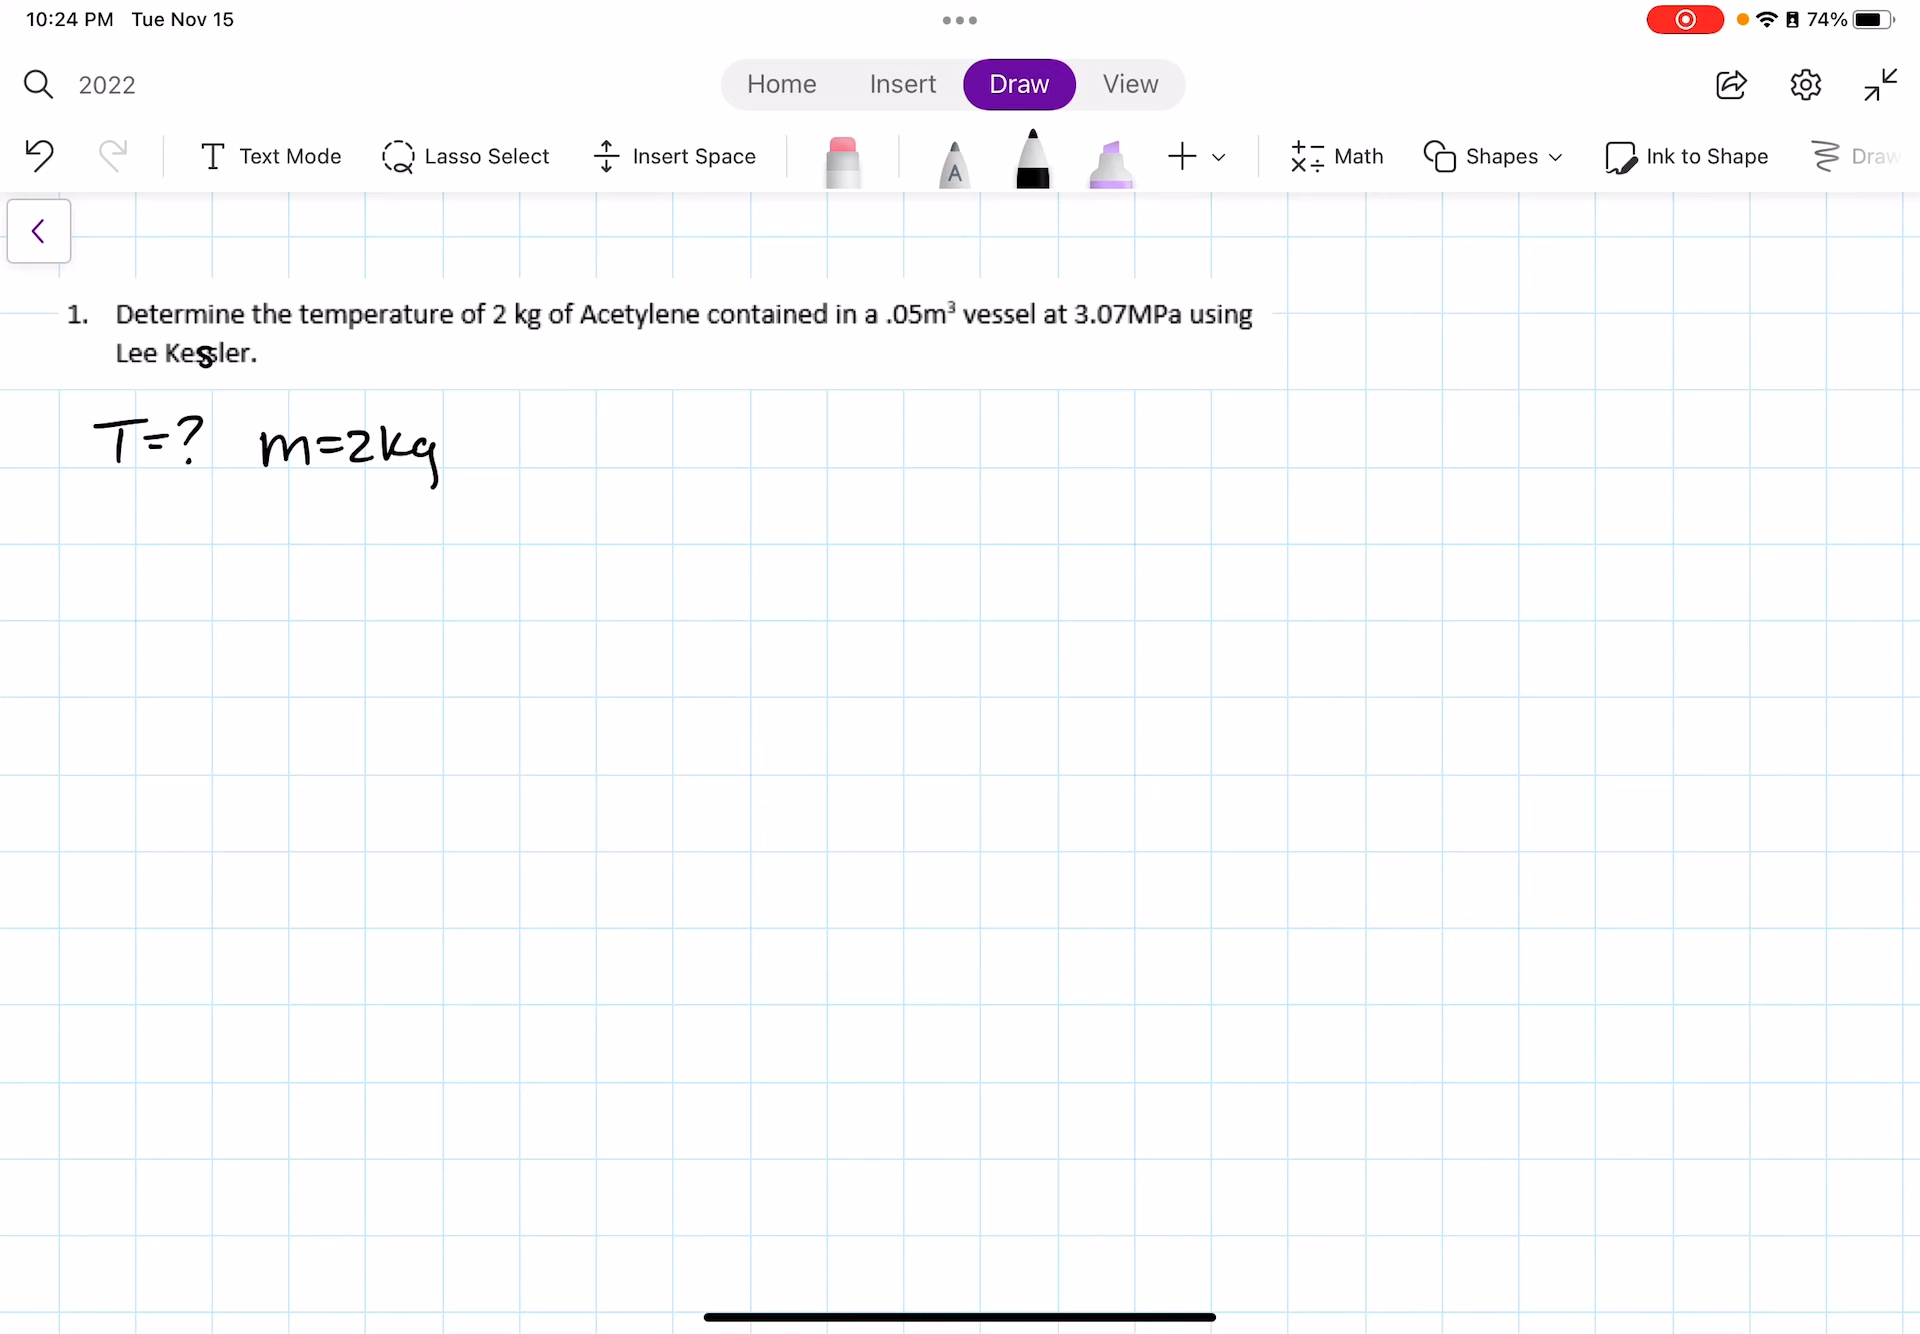 10:24 PM Tue Nov 15
74%
2022
Home Insert Draw View
Text Mode Lasso Select Insert Space A Math Shapes Ink to Shape Draw
1. Determine the temperature of 2 kg of Acetylene contained in a .05m³ vessel at 3.07MPa using
Lee Kessler.
T=? m=2kg